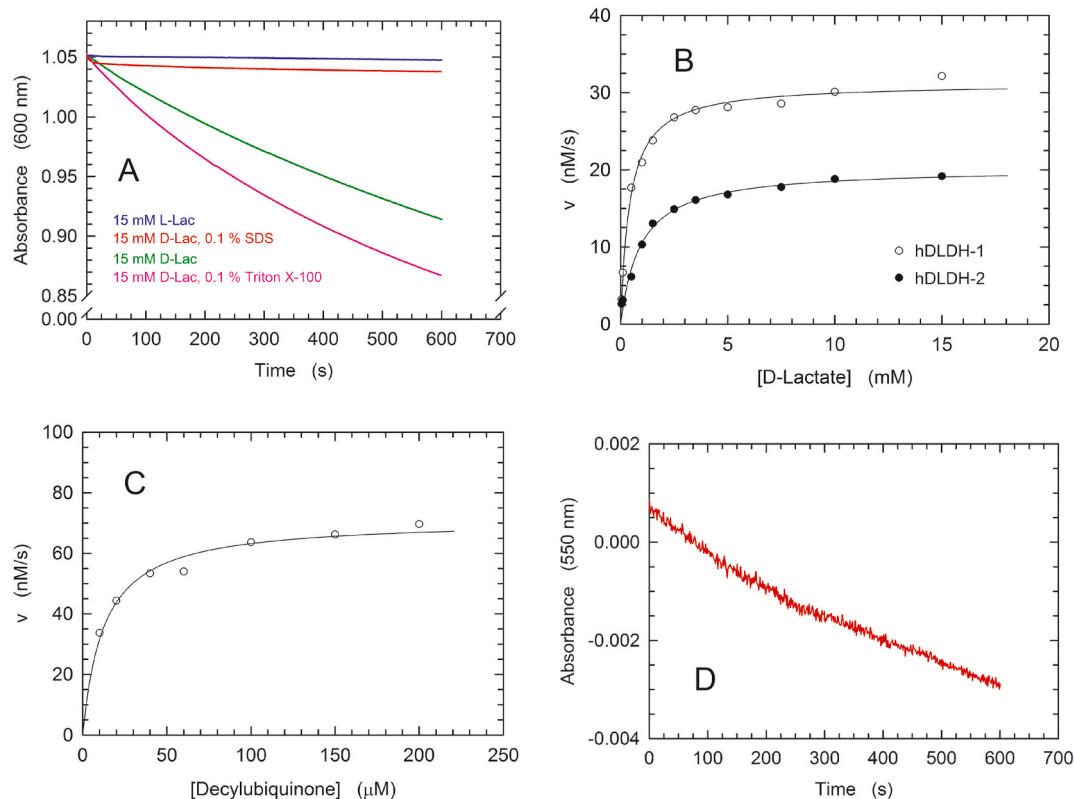 1.05
1.00
0.95
0.90
0.85
0.00
Absorbance (600 nm)
A
15 mM L-Lac
15 mM D-Lac, 0.1 % SDS
15 mM D-Lac
15 mM D-Lac, 0.1 % Triton X-100
0 100 200 300 400 500 600 700
Time (s)
40
30
20
10
0
v (nM/s)
B
hDLDH-1
hDLDH-2
0 5 10 15 20
[D-Lactate] (mM)
100
80
60
40
20
0
v (nM/s)
C
0 50 100 150 200 250
[Decylubiquinone] (μM)
0.002
0.000
-0.002
-0.004
Absorbance (550 nm)
D
0 100 200 300 400 500 600 700
Time (s)